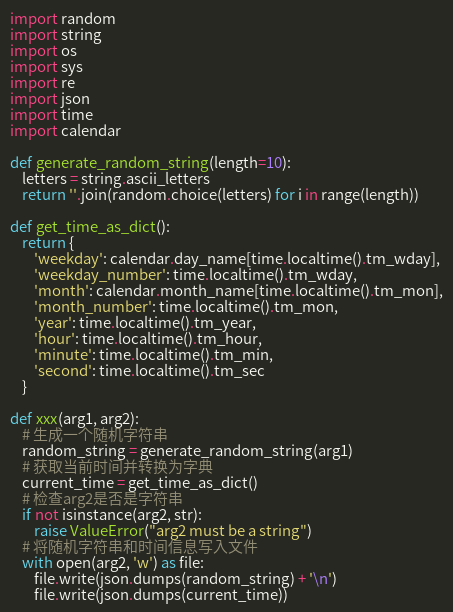 import random
import string
import os
import sys
import re
import json
import time
import calendar

def generate_random_string(length=10):
    letters = string.ascii_letters
    return ''.join(random.choice(letters) for i in range(length))

def get_time_as_dict():
    return {
        'weekday': calendar.day_name[time.localtime().tm_wday],
        'weekday_number': time.localtime().tm_wday,
        'month': calendar.month_name[time.localtime().tm_mon],
        'month_number': time.localtime().tm_mon,
        'year': time.localtime().tm_year,
        'hour': time.localtime().tm_hour,
        'minute': time.localtime().tm_min,
        'second': time.localtime().tm_sec
    }

def xxx(arg1, arg2):
    # 生成一个随机字符串
    random_string = generate_random_string(arg1)
    # 获取当前时间并转换为字典
    current_time = get_time_as_dict()
    # 检查arg2是否是字符串
    if not isinstance(arg2, str):
        raise ValueError("arg2 must be a string")
    # 将随机字符串和时间信息写入文件
    with open(arg2, 'w') as file:
        file.write(json.dumps(random_string) + '\n')
        file.write(json.dumps(current_time))